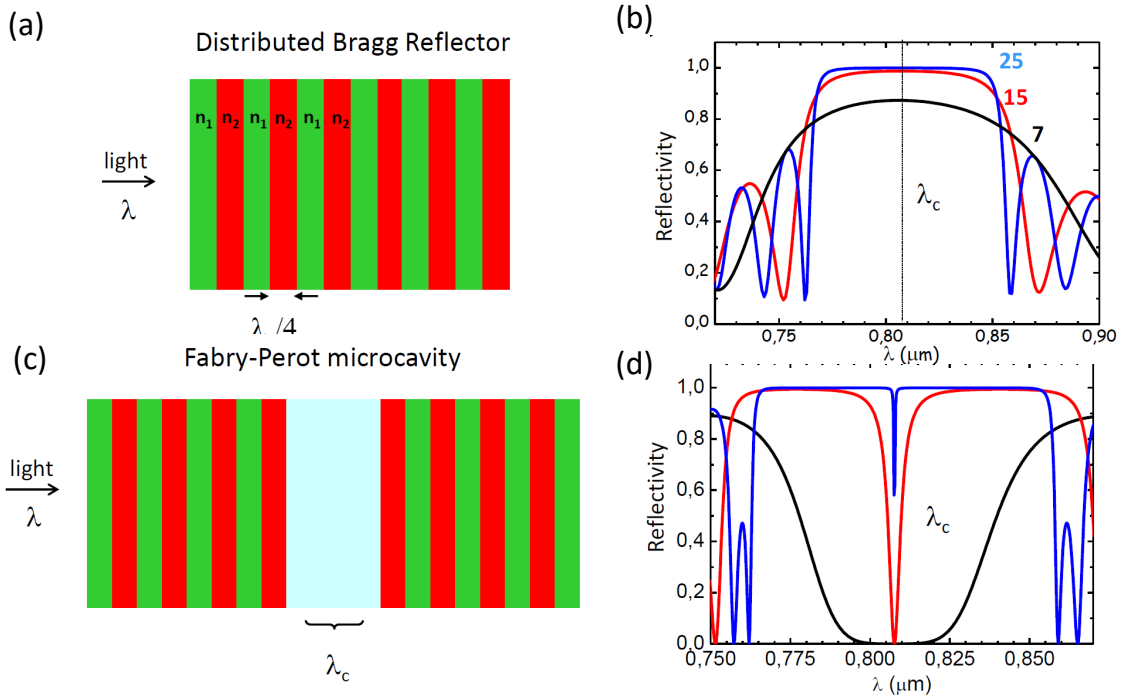 (a)
Distributed Bragg Reflector
n₁ n₂ n₁ n₂ n₁ n₂
light
λ
λ /4
(b)
1,0
0,8
0,6
0,4
0,2
0,0
Reflectivity
25
15
7
λc
0,75 0,80 0,85 0,90
λ (μm)
(c)
Fabry-Perot microcavity
light
λ
λc
(d)
1,0
0,8
0,6
0,4
0,2
0,0
Reflectivity
λc
0,750 0,775 0,800 0,825 0,850
λ (μm)